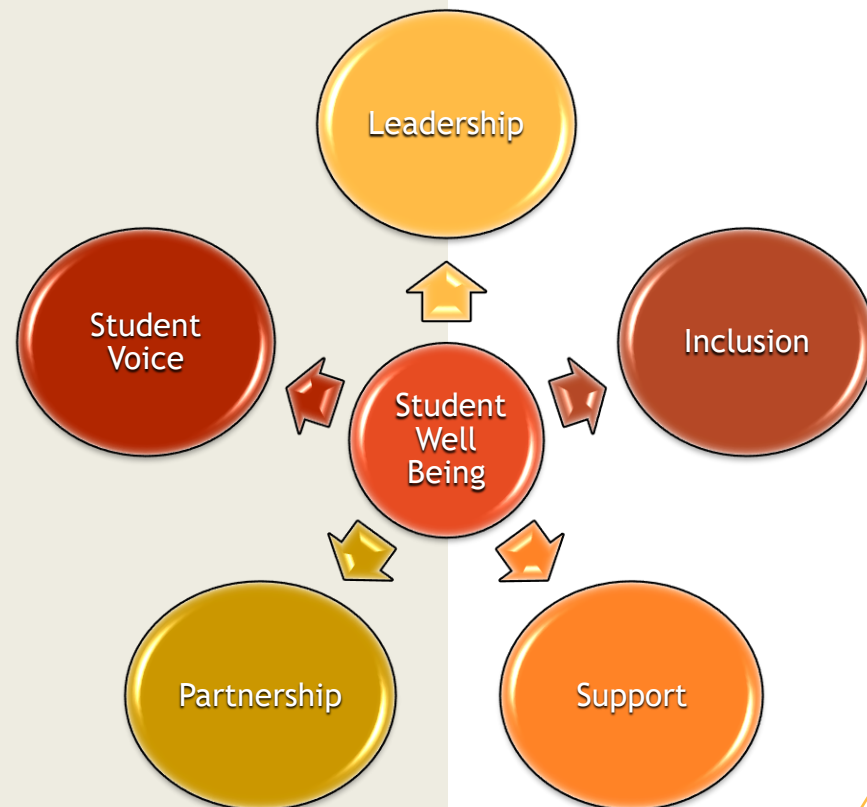 Leadership
Student
Voice
Inclusion
Student
Well
Being
Partnership
Support